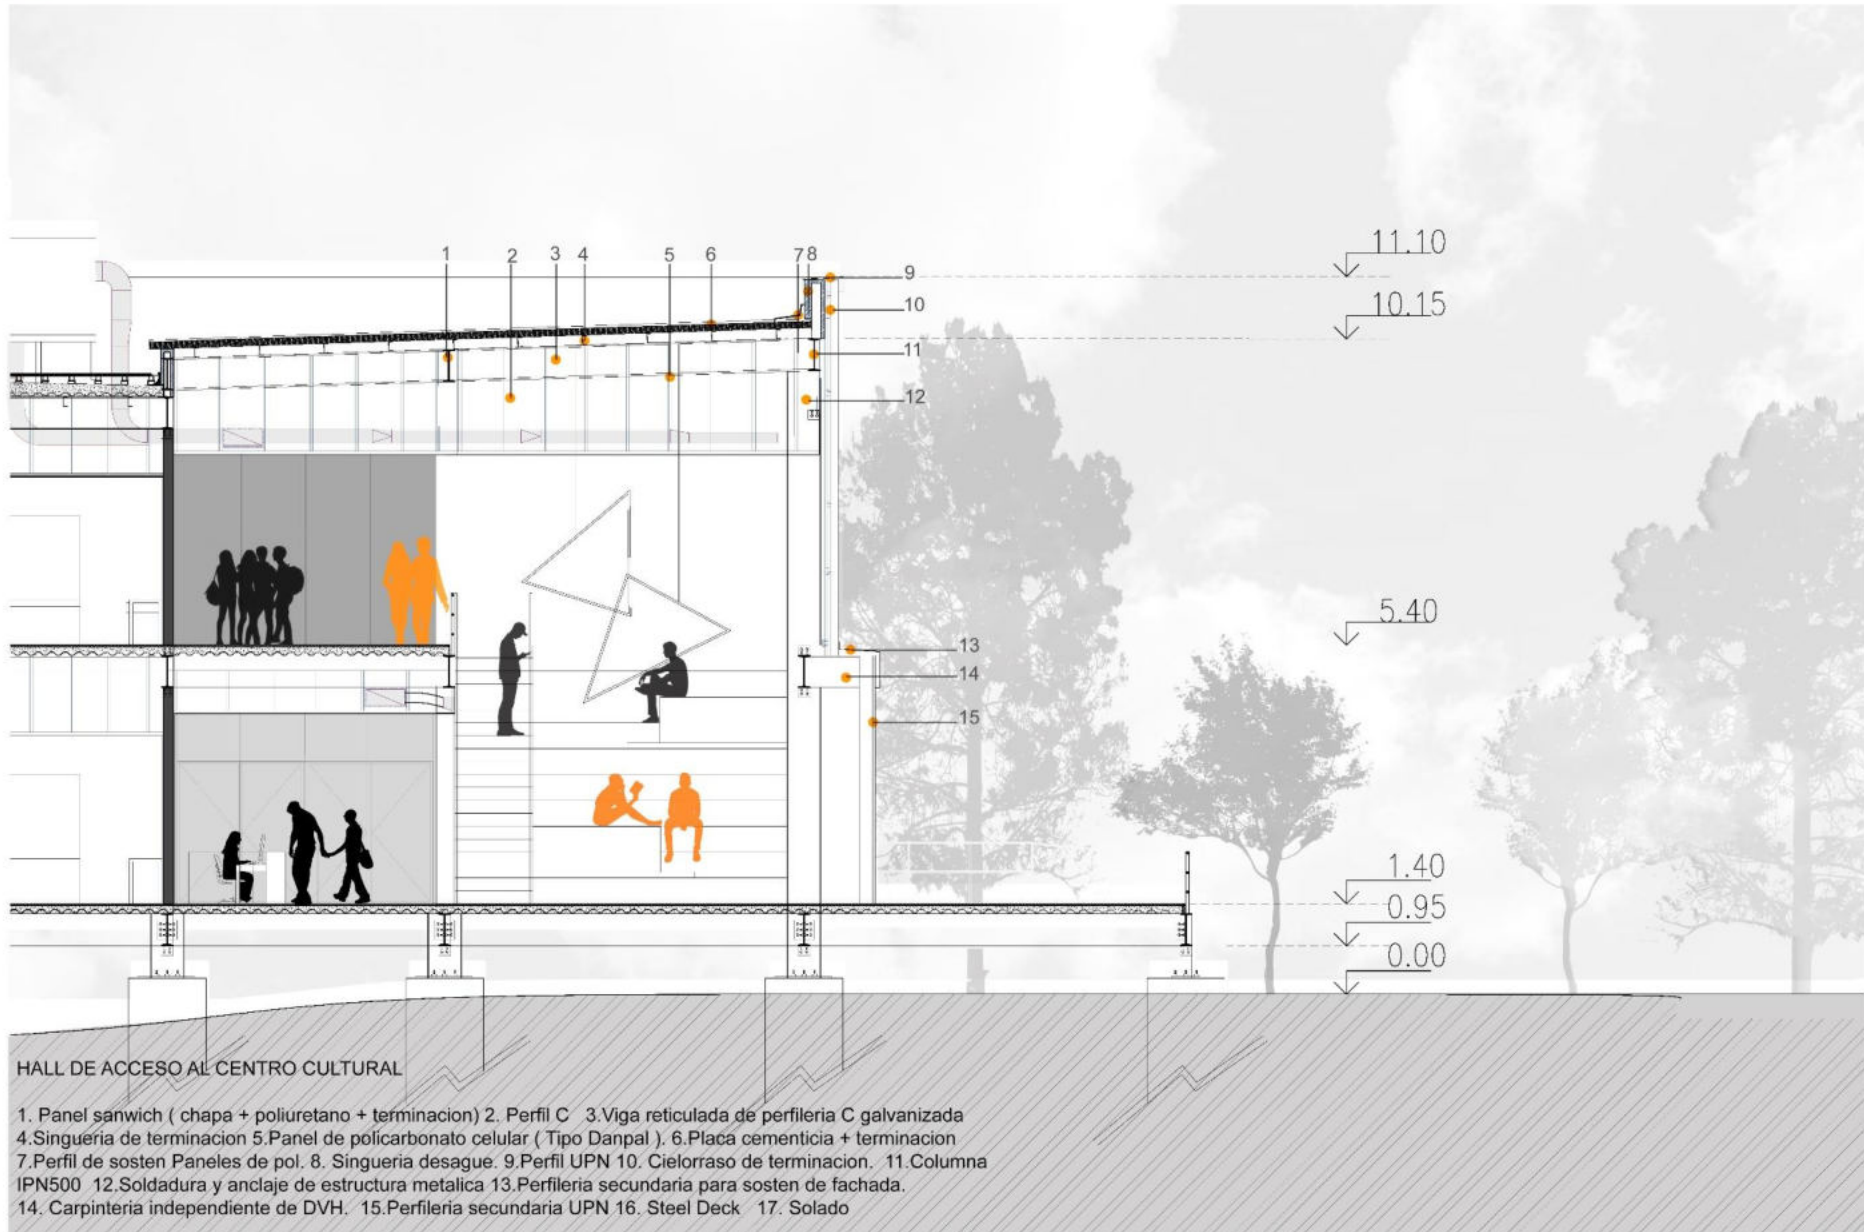 11.10
1 2 3 4 5 6 7 8
9
10.15
10
11
12
5.40
13
14
15
1.40
0.95
0.00
HALL DE ACCESO AL CENTRO CULTURAL
1. Panel sanwich ( chapa + poliuretano + terminacion) 2. Perfil C 3.Viga reticulada de perfileria C galvanizada
4.Singueria de terminacion 5.Panel de policarbonato celular ( Tipo Danpal ). 6.Placa cementicia + terminacion
7.Perfil de sosten Paneles de pol. 8. Singueria desague. 9.Perfil UPN 10. Cielorraso de terminacion. 11.Columna
IPN500 12.Soldadura y anclaje de estructura metalica 13.Perfileria secundaria para sosten de fachada.
14. Carpinteria independiente de DVH. 15.Perfileria secundaria UPN 16. Steel Deck 17. Solado